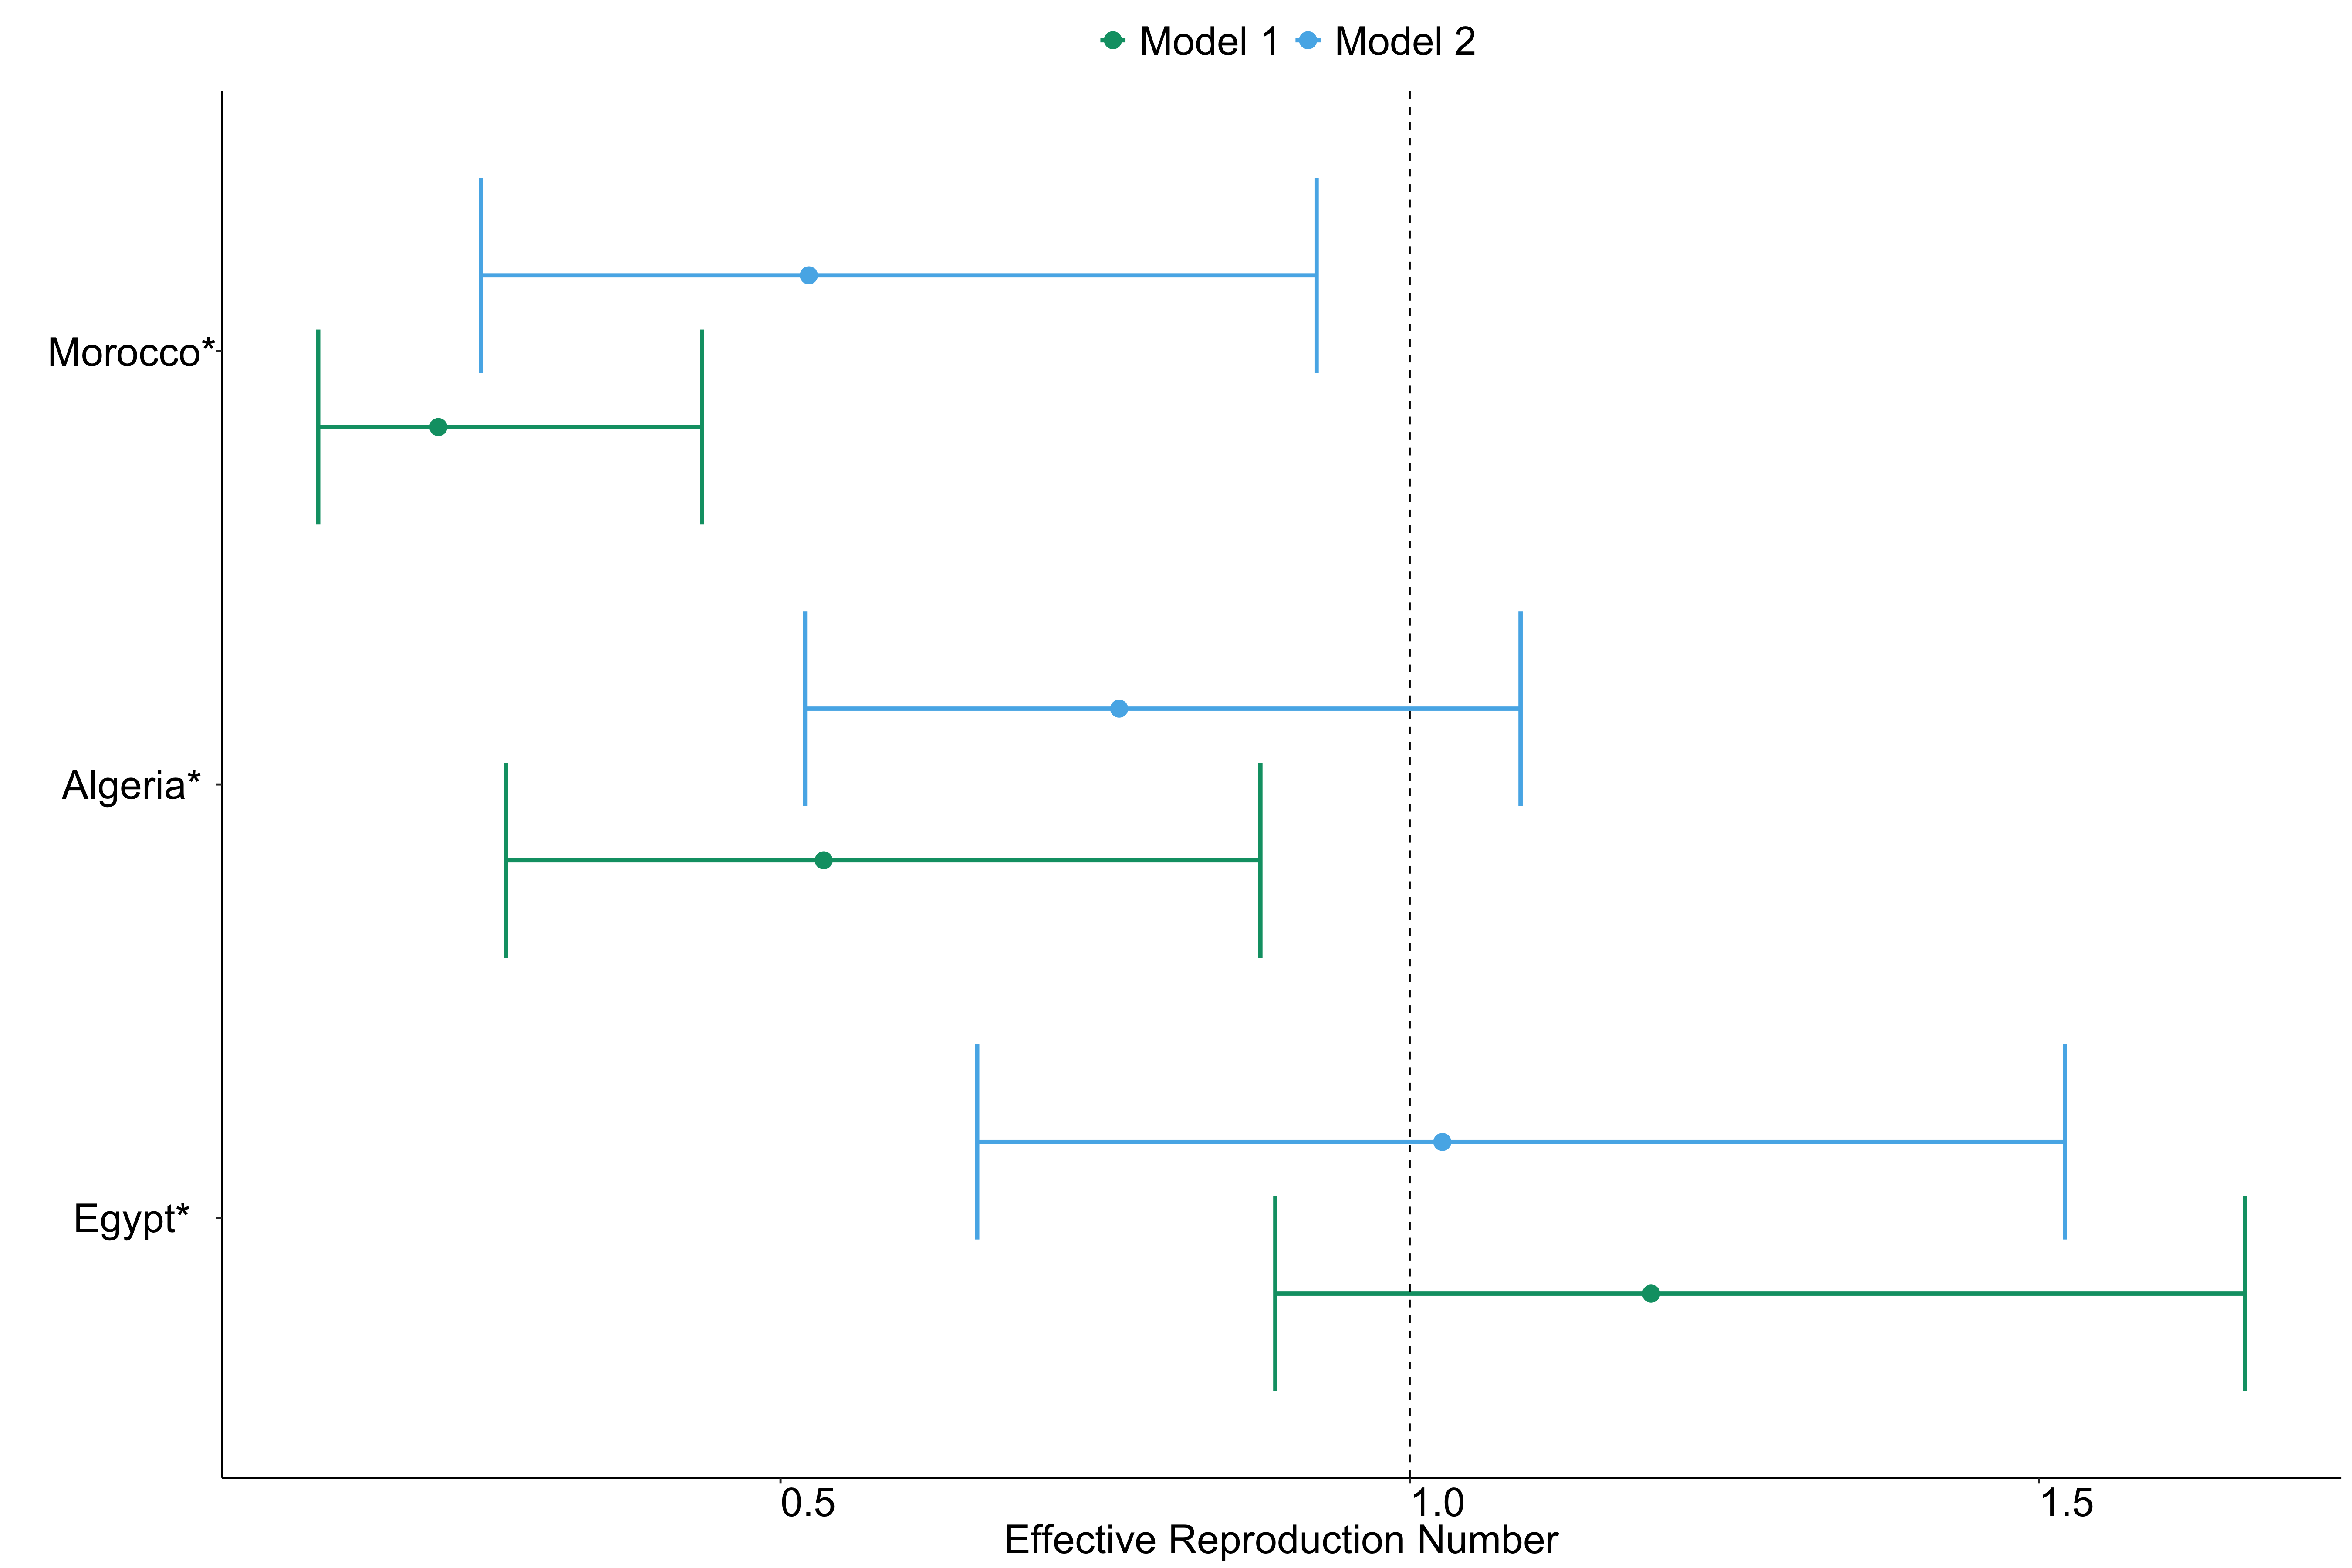 Model 1 Model 2
Morocco*
Algeria*
Egypt*
0.5 1.0 1.5
Effective Reproduction Number